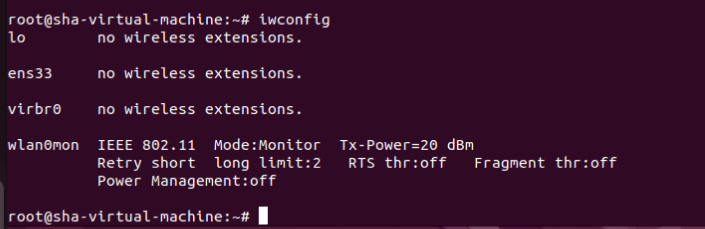 root@sha-virtual-machine:~# iwconfig
lo        no wireless extensions.
ens33     no wireless extensions.
virbr0    no wireless extensions.
wlan0mon  IEEE 802.11  Mode:Monitor  Tx-Power=20 dBm
          Retry short  long limit:2   RTS thr:off   Fragment thr:off
          Power Management:off
root@sha-virtual-machine:~#